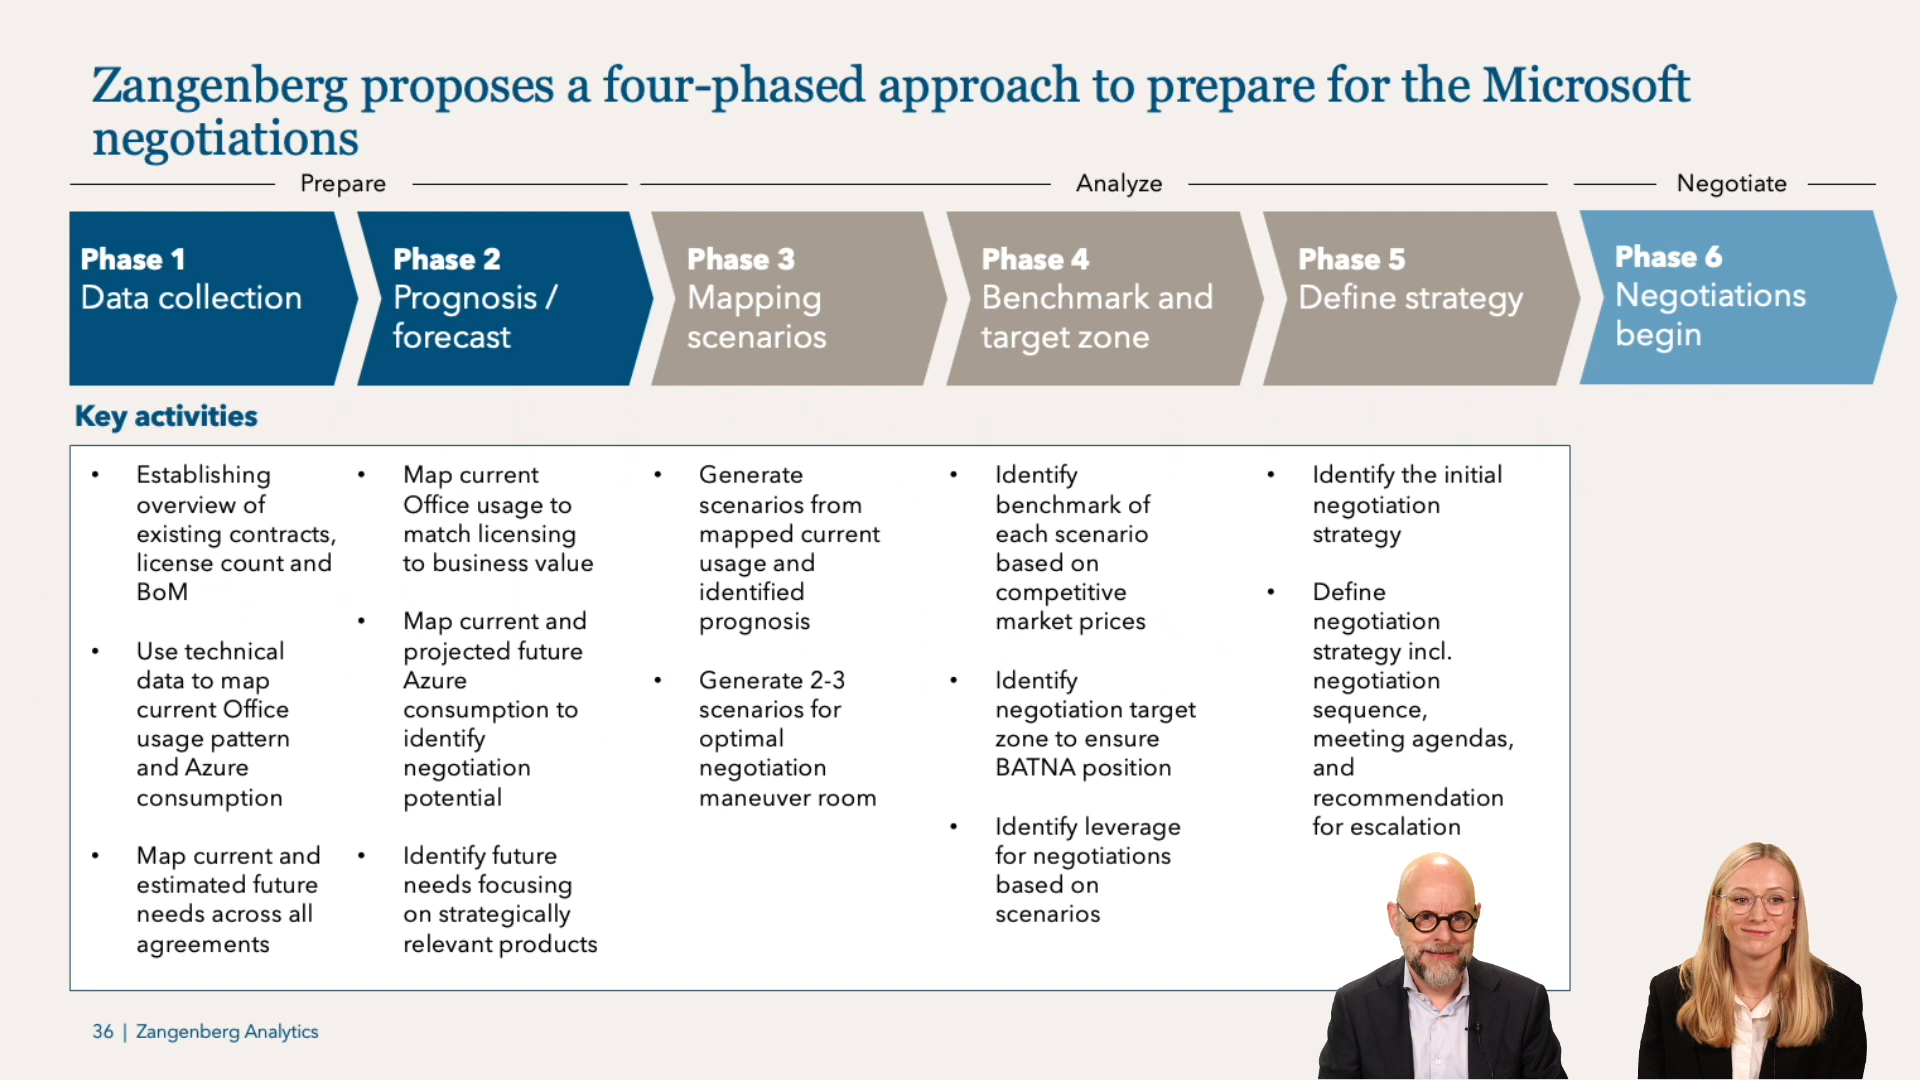 Zangenberg proposes a four-phased approach to prepare for the Microsoft
negotiations
Prepare
Analyze
Negotiate
Phase 1
Data collection
Phase 2
Prognosis /
forecast
Phase 3
Mapping
scenarios
Phase 4
Benchmark and
target zone
Phase 5
Define strategy
Phase 6
Negotiations
begin
Key activities
• Establishing
overview of
existing contracts,
license count and
BoM
• Use technical
data to map
current Office
usage pattern
and Azure
consumption
• Map current and
estimated future
needs across all
agreements
• Map current
Office usage to
match licensing
to business value
• Map current and
projected future
Azure
consumption to
identify
negotiation
potential
• Identify future
needs focusing
on strategically
relevant products
• Generate
scenarios from
mapped current
usage and
identified
prognosis
• Generate 2-3
scenarios for
optimal
negotiation
maneuver room
• Identify
benchmark of
each scenario
based on
competitive
market prices
• Identify
negotiation target
zone to ensure
BATNA position
• Identify leverage
for negotiations
based on
scenarios
• Identify the initial
negotiation
strategy
• Define
negotiation
strategy incl.
negotiation
sequence,
meeting agendas,
and
recommendation
for escalation
36 | Zangenberg Analytics